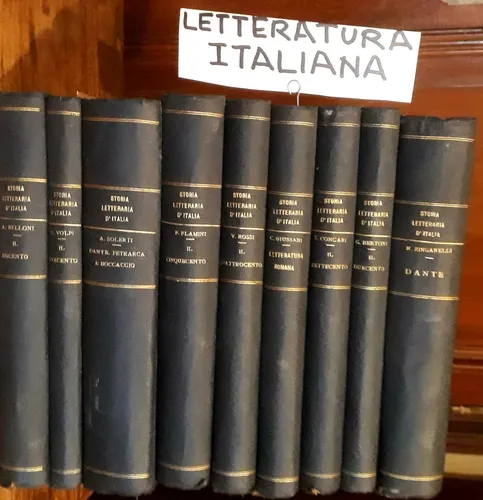 LETTERATURA
ITALIANA
STORIA
LETTERARIA
D'ITALIA
A. BELLONI
IL
STORIA
LETTERARIA
D'ITALIA
VOLPI
IL
STORIA
LETTERARIA
D'ITALIA
A. SOLERTI
DANTE, PETRARCA
E BOCCACCIO
STORIA
LETTERARIA
D'ITALIA
F. FLAMINI
IL
CINQUECENTO
STORIA
LETTERARIA
D'ITALIA
V. ROSSI
IL
QUATTROCENTO
STORIA
LETTERARIA
D'ITALIA
C. GIUSSANI
LETTERATURA
ROMANA
STORIA
LETTERARIA
D'ITALIA
T. CONCARI
IL
SETTECENTO
STORIA
LETTERARIA
D'ITALIA
G. BERTONI
IL
DUECENTO
STORIA
LETTERARIA
D'ITALIA
N. ZINGARELLI
DANTE